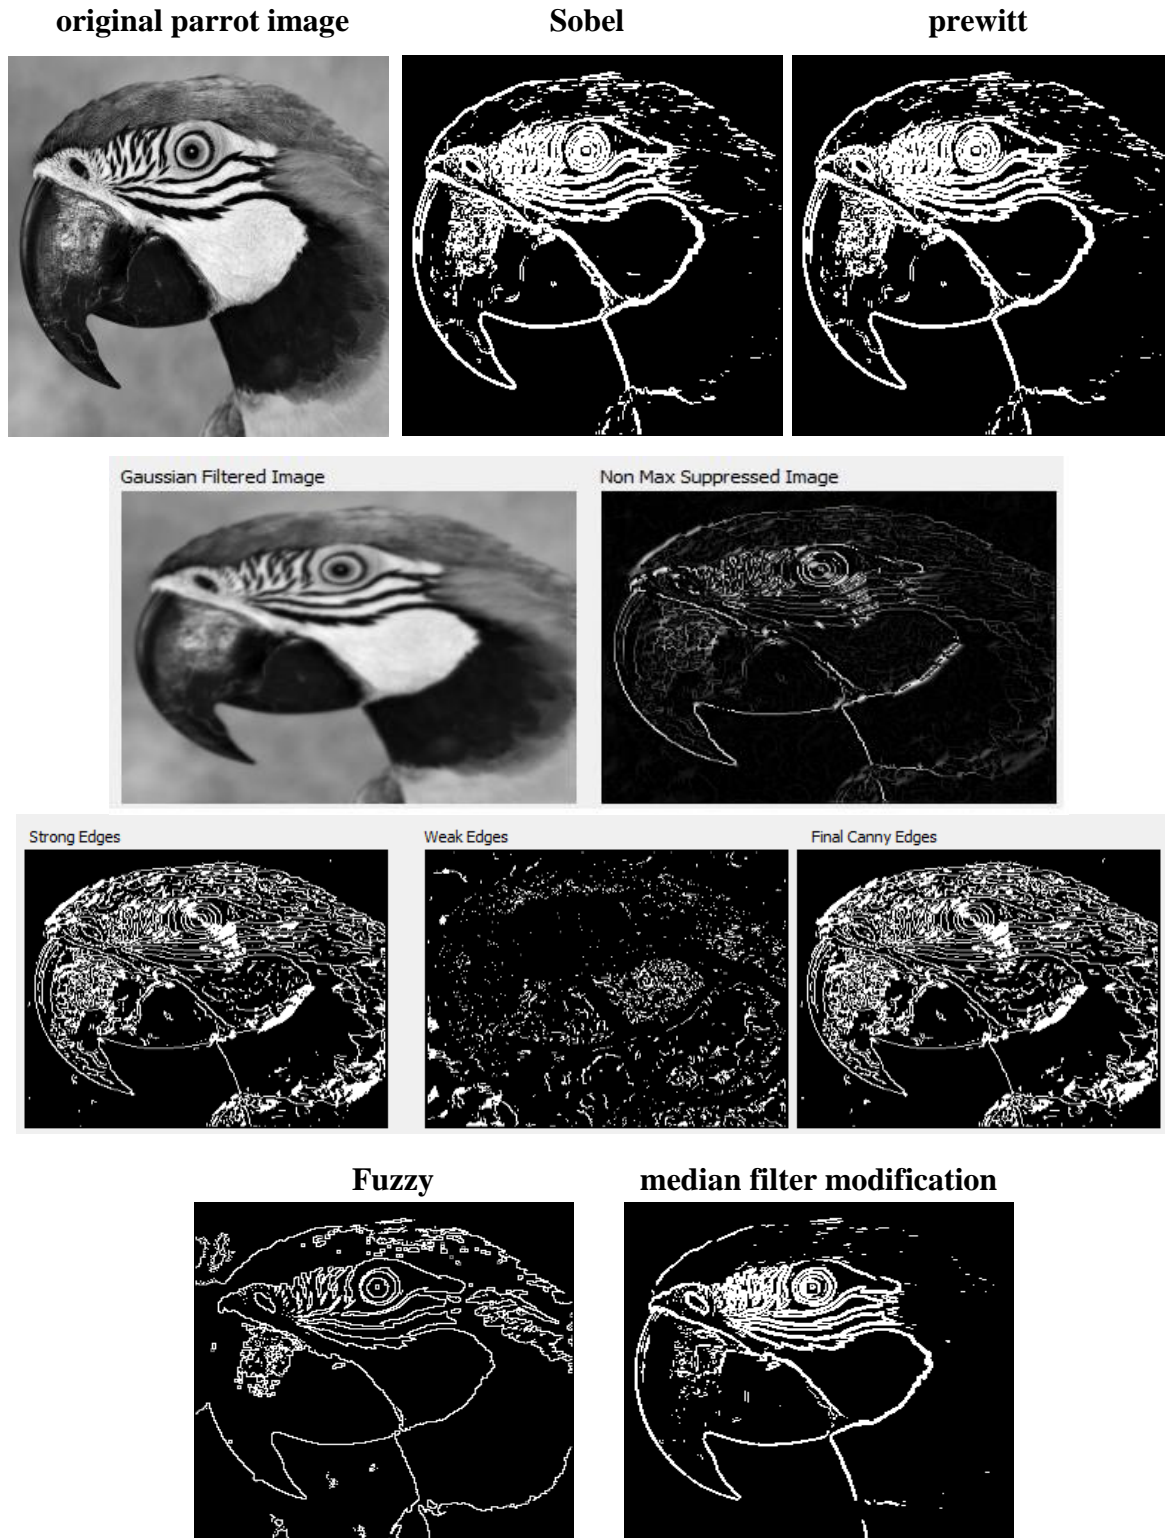 original parrot image
Sobel
prewitt
Gaussian Filtered Image
Non Max Suppressed Image
Strong Edges
Weak Edges
Final Canny Edges
Fuzzy
median filter modification